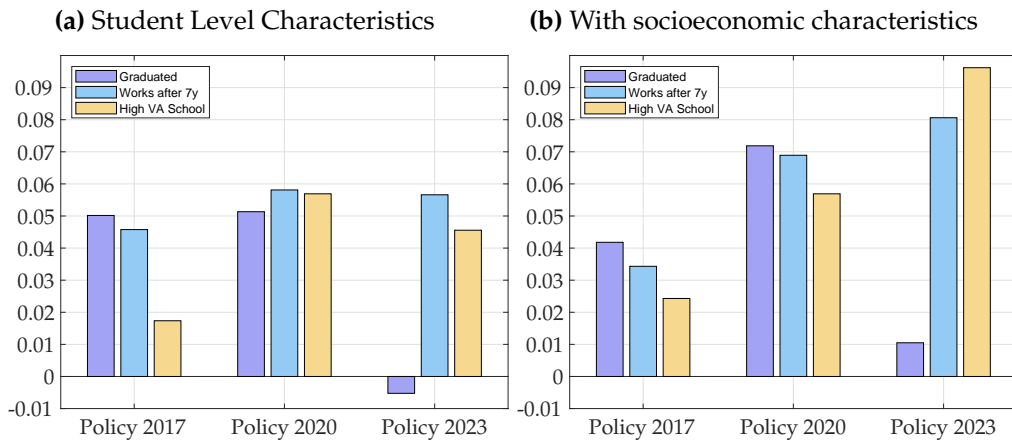 (a) Student Level Characteristics
Graduated
Works after 7y
High VA School
0.09
0.08
0.07
0.06
0.05
0.04
0.03
0.02
0.01
0
-0.01
Policy 2017
Policy 2020
Policy 2023
(b) With socioeconomic characteristics
Graduated
Works after 7y
High VA School
0.09
0.08
0.07
0.06
0.05
0.04
0.03
0.02
0.01
0
-0.01
Policy 2017
Policy 2020
Policy 2023